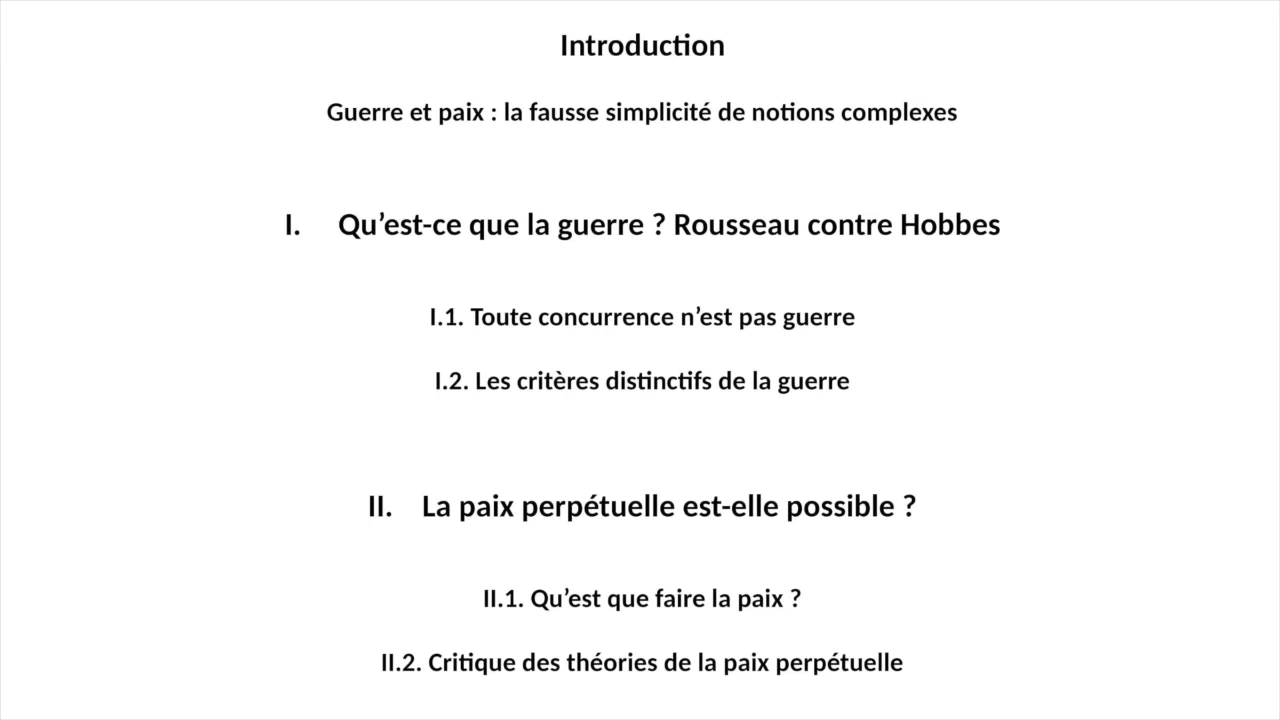 Introduction
Guerre et paix : la fausse simplicité de notions complexes
I. Qu’est-ce que la guerre ? Rousseau contre Hobbes
I.1. Toute concurrence n’est pas guerre
I.2. Les critères distinctifs de la guerre
II. La paix perpétuelle est-elle possible ?
II.1. Qu’est que faire la paix ?
II.2. Critique des théories de la paix perpétuelle